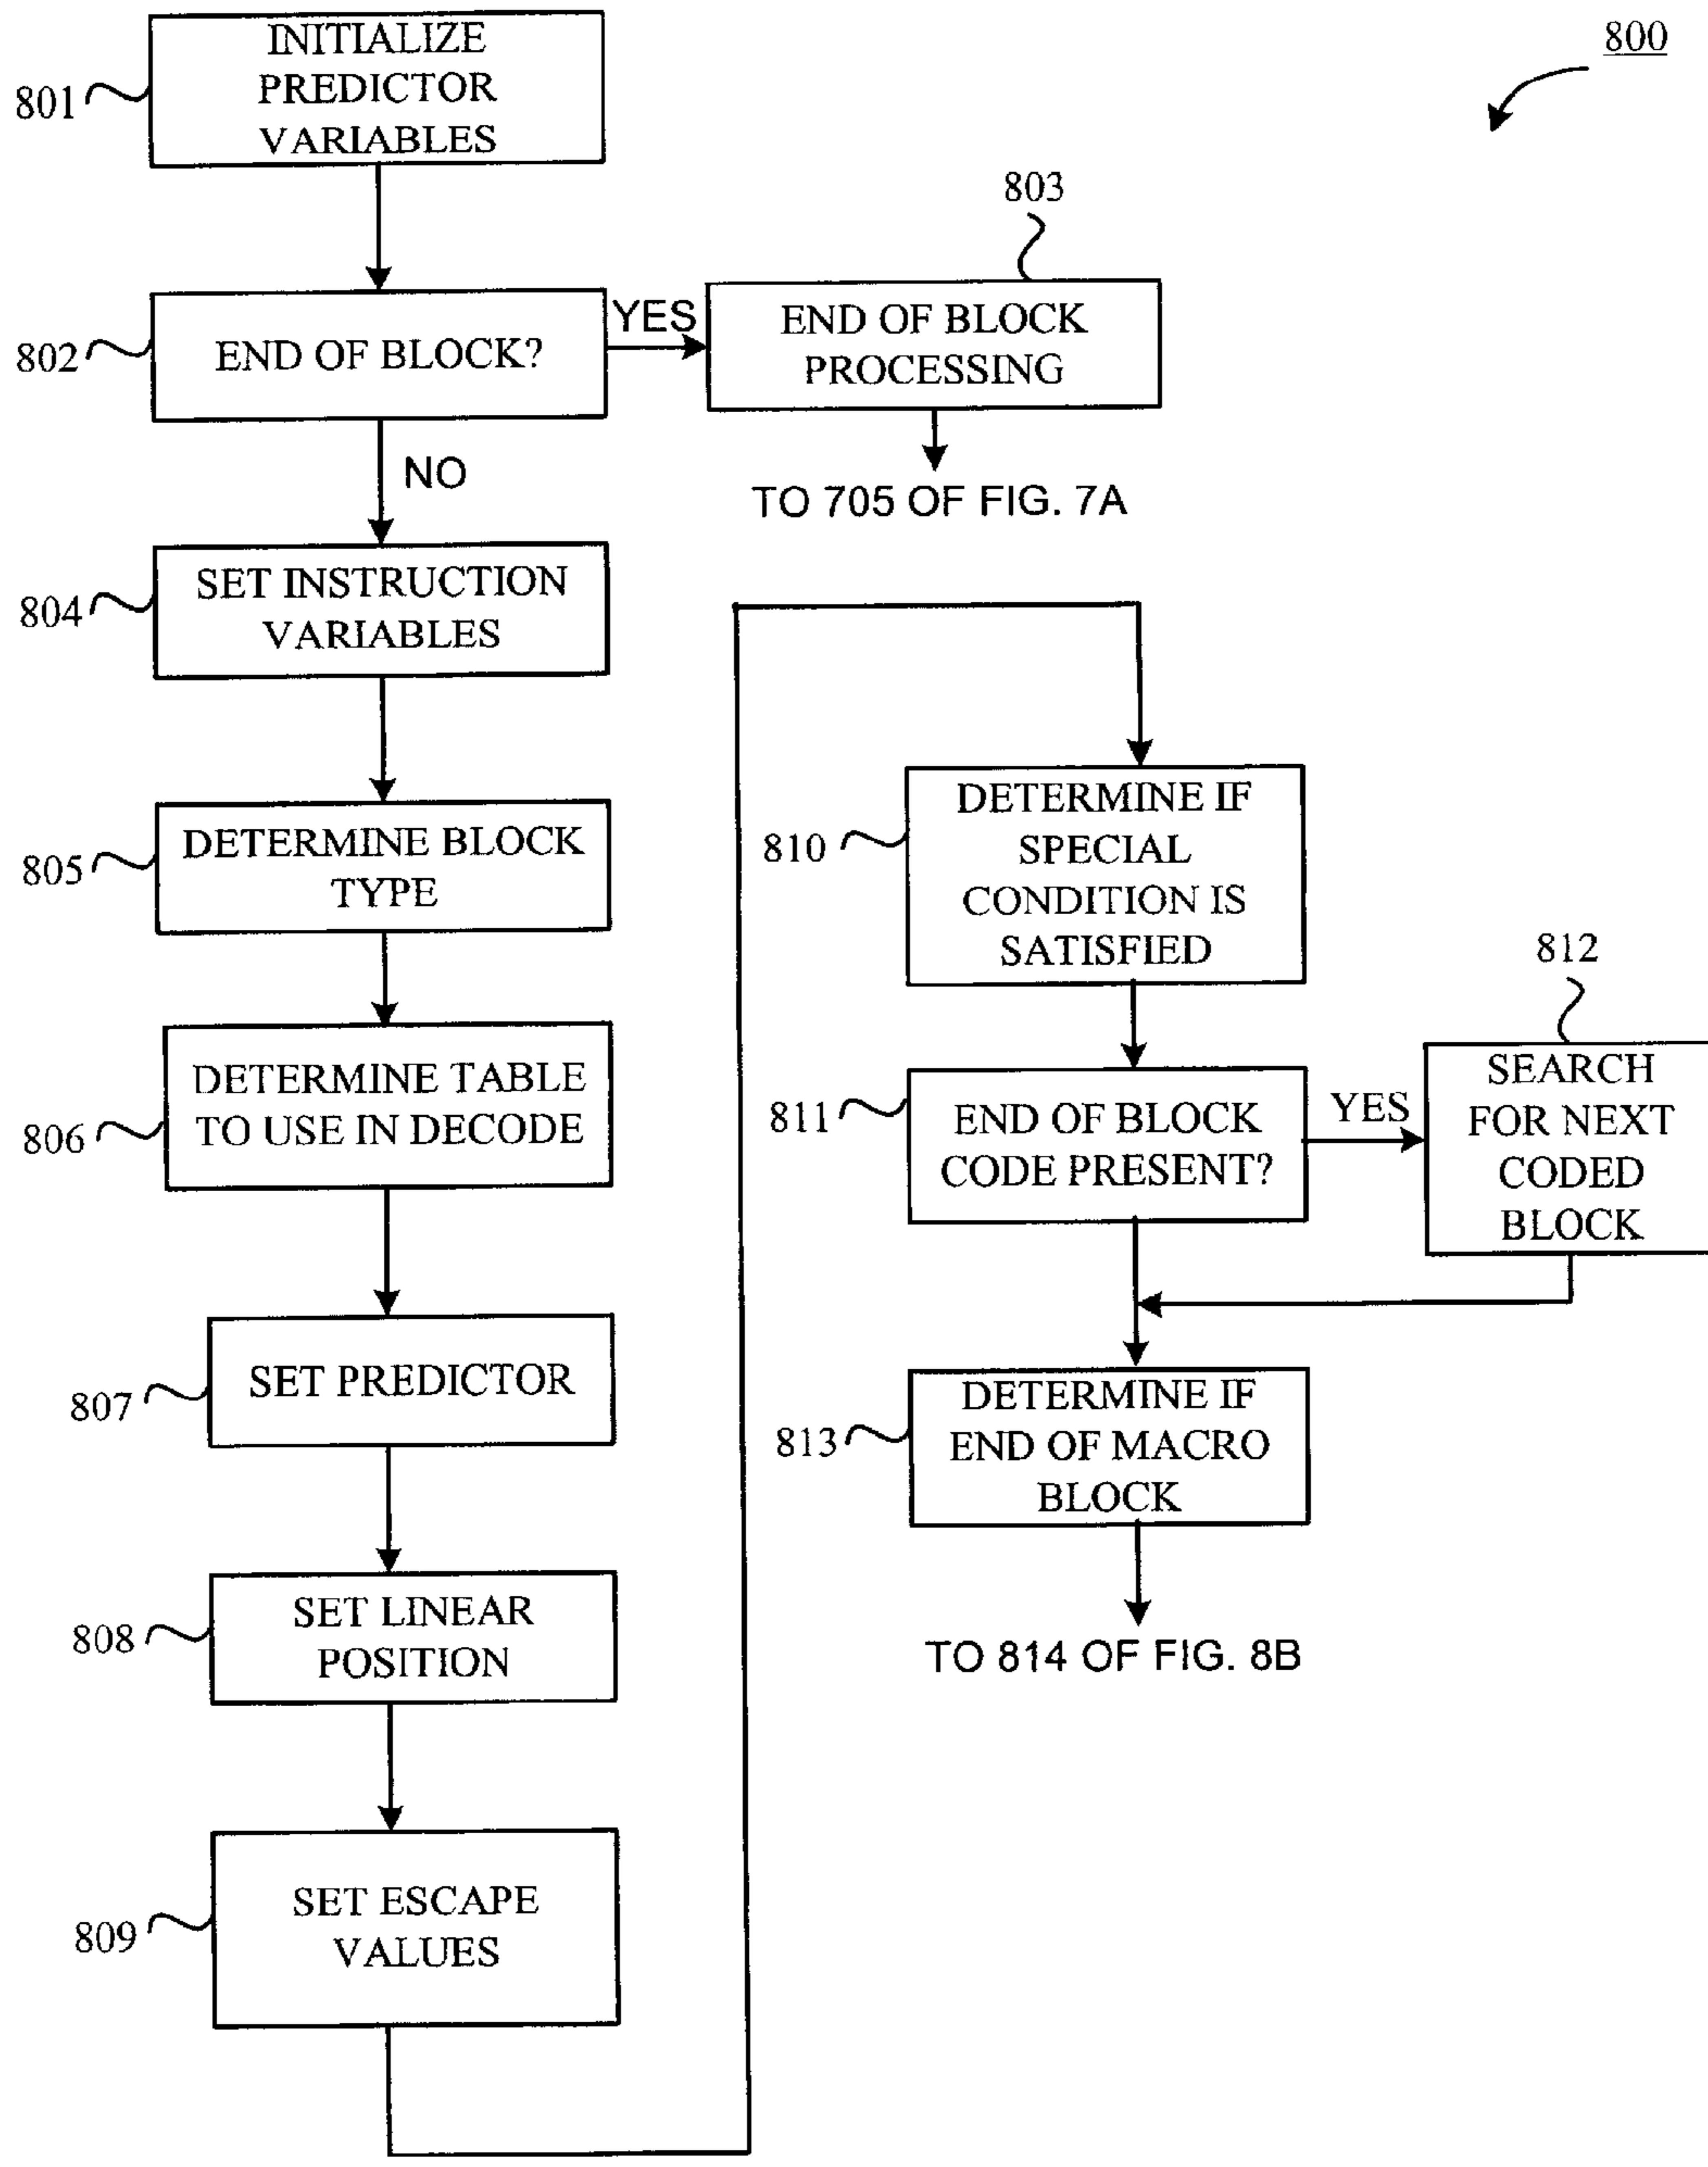 800
INITIALIZE
PREDICTOR
VARIABLES
801
802
END OF BLOCK?
YES
803
END OF BLOCK
PROCESSING
TO 705 OF FIG. 7A
NO
804
SET INSTRUCTION
VARIABLES
805
DETERMINE BLOCK
TYPE
806
DETERMINE TABLE
TO USE IN DECODE
807
SET PREDICTOR
808
SET LINEAR
POSITION
809
SET ESCAPE
VALUES
810
DETERMINE IF
SPECIAL
CONDITION IS
SATISFIED
811
END OF BLOCK
CODE PRESENT?
YES
812
SEARCH
FOR NEXT
CODED
BLOCK
813
DETERMINE IF
END OF MACRO
BLOCK
TO 814 OF FIG. 8B